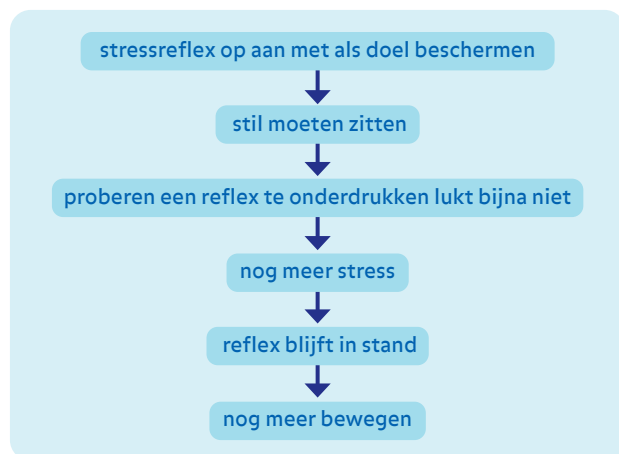 stressreflex op aan met als doel beschermen
stil moeten zitten
proberen een reflex te onderdrukken lukt bijna niet
nog meer stress
reflex blijft in stand
nog meer bewegen